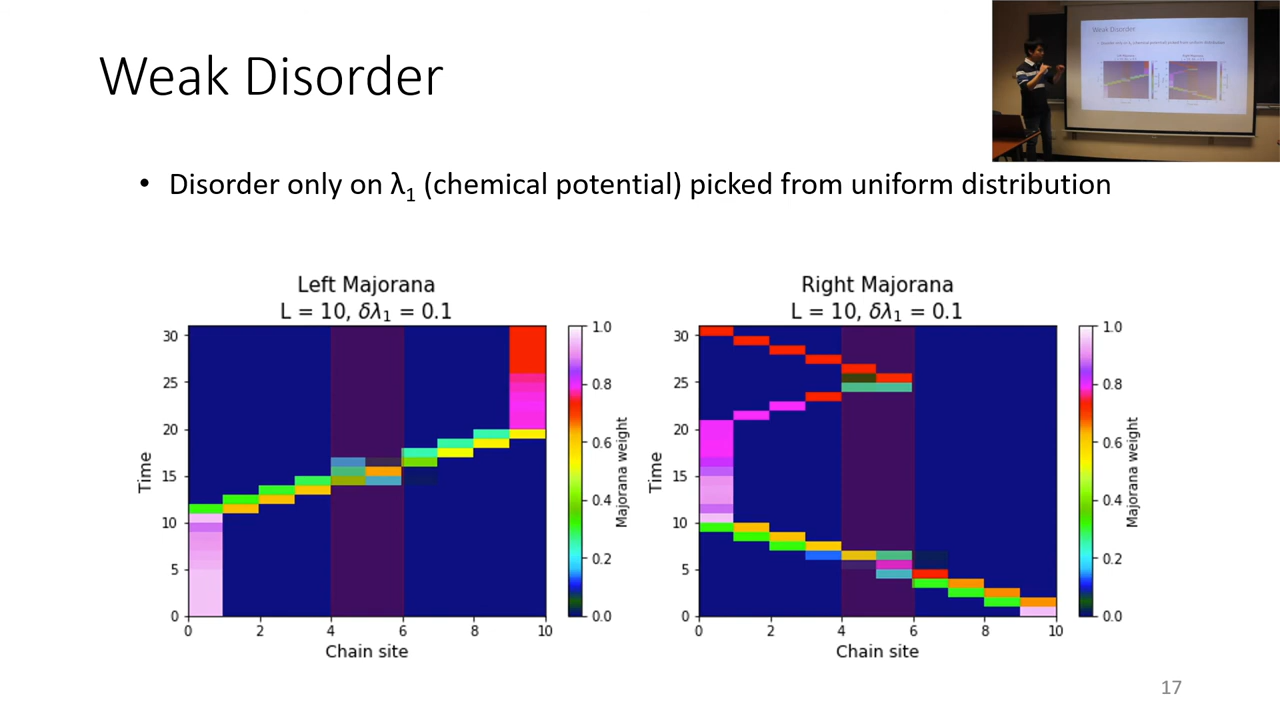 Weak Disorder
• Disorder only on λ₁ (chemical potential) picked from uniform distribution
Left Majorana
L = 10, δλ₁ = 0.1
30
25
20
15
10
5
0
Time
0 2 4 6 8 10
Chain site
1.0
0.8
0.6
0.4
0.2
0.0
Majorana weight
Right Majorana
L = 10, δλ₁ = 0.1
30
25
20
15
10
5
0
Time
0 2 4 6 8 10
Chain site
1.0
0.8
0.6
0.4
0.2
0.0
Majorana weight
Weak Disorder
17